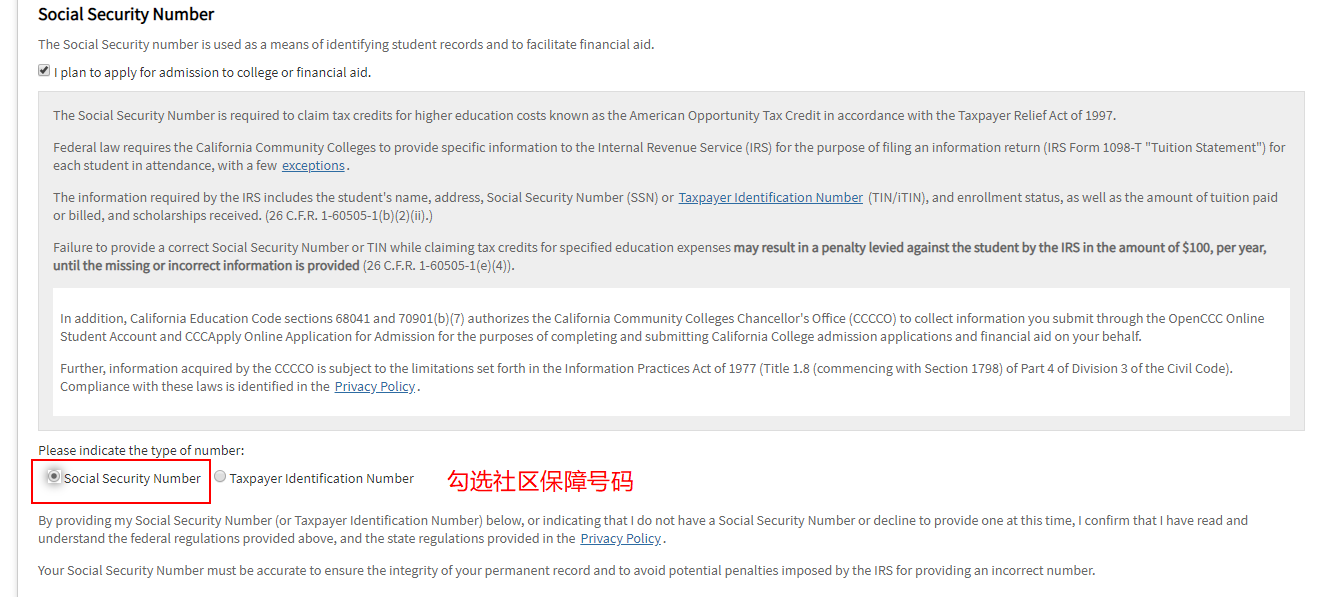 Social Security Number
The Social Security number is used as a means of identifying student records and to facilitate financial aid.
I plan to apply for admission to college or financial aid.
The Social Security Number is required to claim tax credits for higher education costs known as the American Opportunity Tax Credit in accordance with the Taxpayer Relief Act of 1997.
Federal law requires the California Community Colleges to provide specific information to the Internal Revenue Service (IRS) for the purpose of filing an information return (IRS Form 1098-T "Tuition Statement") for
each student in attendance, with a few exceptions.
The information required by the IRS includes the student's name, address, Social Security Number (SSN) or Taxpayer Identification Number (TIN/iTIN), and enrollment status, as well as the amount of tuition paid
or billed, and scholarships received. (26 C.F.R. 1-60505-1(b)(2)(ii).)
Failure to provide a correct Social Security Number or TIN while claiming tax credits for specified education expenses may result in a penalty levied against the student by the IRS in the amount of $100, per year,
until the missing or incorrect information is provided (26 C.F.R. 1-60505-1(e)(4)).
In addition, California Education Code sections 68041 and 70901(b)(7) authorizes the California Community Colleges Chancellor's Office (CCCCO) to collect information you submit through the OpenCCC Online
Student Account and CCCApply Online Application for Admission for the purposes of completing and submitting California College admission applications and financial aid on your behalf.
Further, information acquired by the CCCCO is subject to the limitations set forth in the Information Practices Act of 1977 (Title 1.8 (commencing with Section 1798) of Part 4 of Division 3 of the Civil Code).
Compliance with these laws is identified in the Privacy Policy.
Please indicate the type of number:
Social Security Number Taxpayer Identification Number 勾选社区保障号码
By providing my Social Security Number (or Taxpayer Identification Number) below, or indicating that I do not have a Social Security Number or decline to provide one at this time, I confirm that I have read and
understand the federal regulations provided above, and the state regulations provided in the Privacy Policy.
Your Social Security Number must be accurate to ensure the integrity of your permanent record and to avoid potential penalties imposed by the IRS for providing an incorrect number.